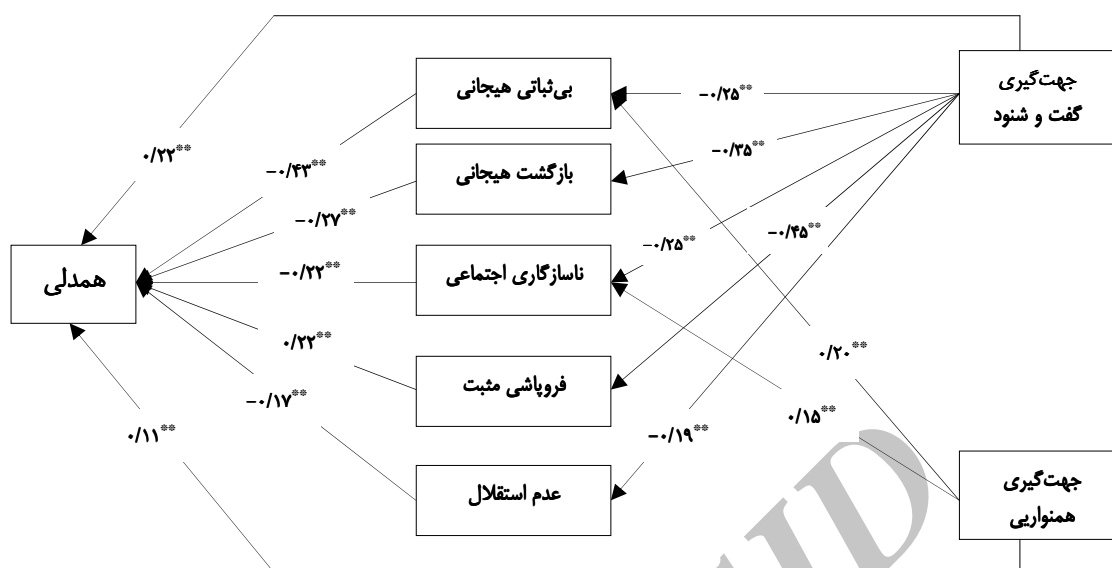 جهت‌گیری
گفت و شنود
بی‌ثباتی هیجانی
-۰/۲۵**
۰/۲۲**
-۰/۴۳**
بازگشت هیجانی
-۰/۳۵**
-۰/۲۷**
-۰/۴۵**
-۰/۲۵**
ناسازگاری اجتماعی
-۰/۲۲**
همدلی
۰/۲۲**
۰/۲۰**
فروپاشی مثبت
-۰/۱۷**
۰/۱۵**
۰/۱۱**
-۰/۱۹**
عدم استقلال
جهت‌گیری
همنواریی